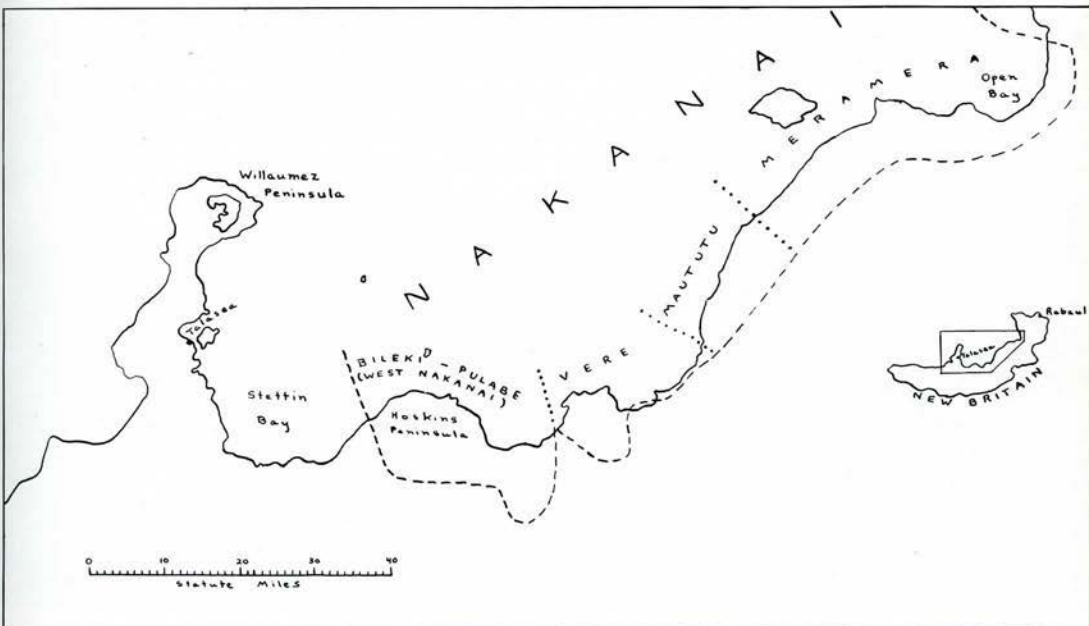 NAKANAI
MERAMERA
Open
Bay
Willaumez
Peninsula
MAUTUTU
Talasea
BILEKI - PULABE
(WEST NAKANAI)
VERE
Stettin
Bay
Hoskins
Peninsula
Rabaul
Talasea
NEW BRITAIN
0 10 20 30 40
Statute Miles